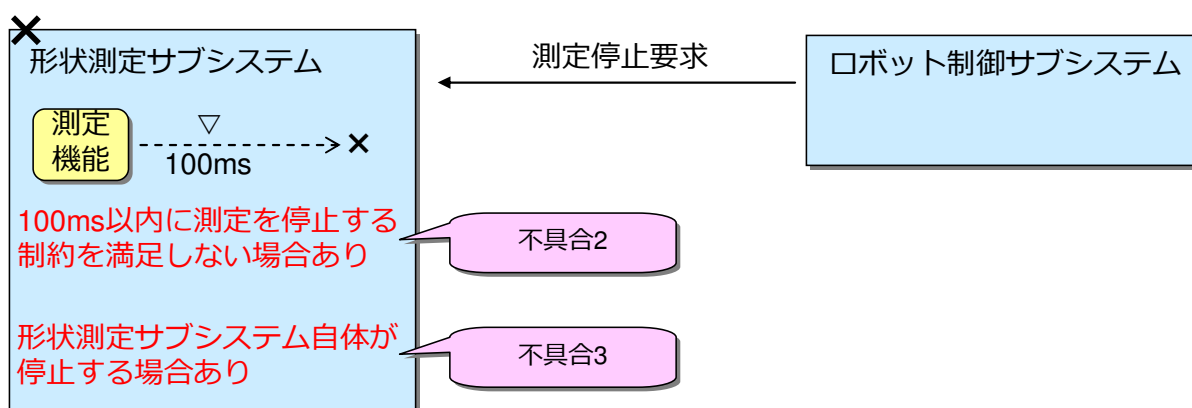 形状測定サブシステム
測定停止要求
ロボット制御サブシステム
測定
機能
▽
100ms
×
100ms以内に測定を停止する
制約を満足しない場合あり
不具合2
形状測定サブシステム自体が
停止する場合あり
不具合3